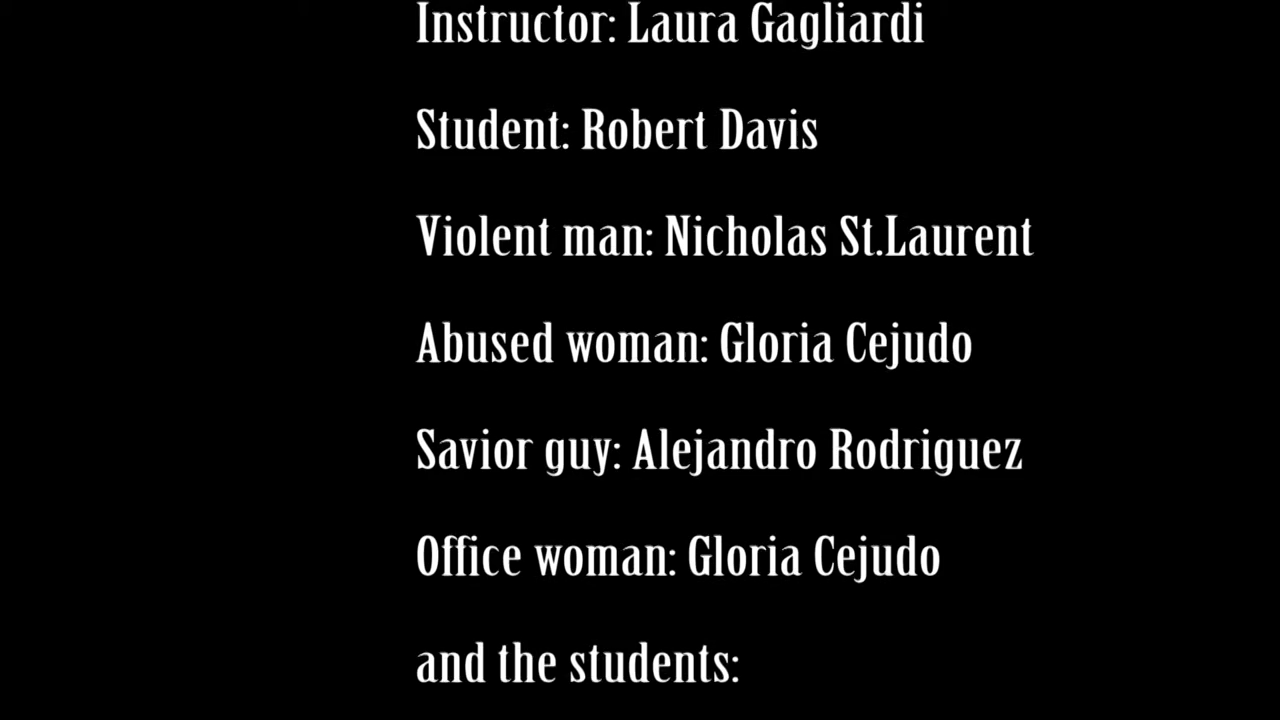 Instructor: Laura Gagliardi
Student: Robert Davis
Violent man: Nicholas St.Laurent
Abused woman: Gloria Cejudo
Savior guy: Alejandro Rodriguez
Office woman: Gloria Cejudo
and the students: